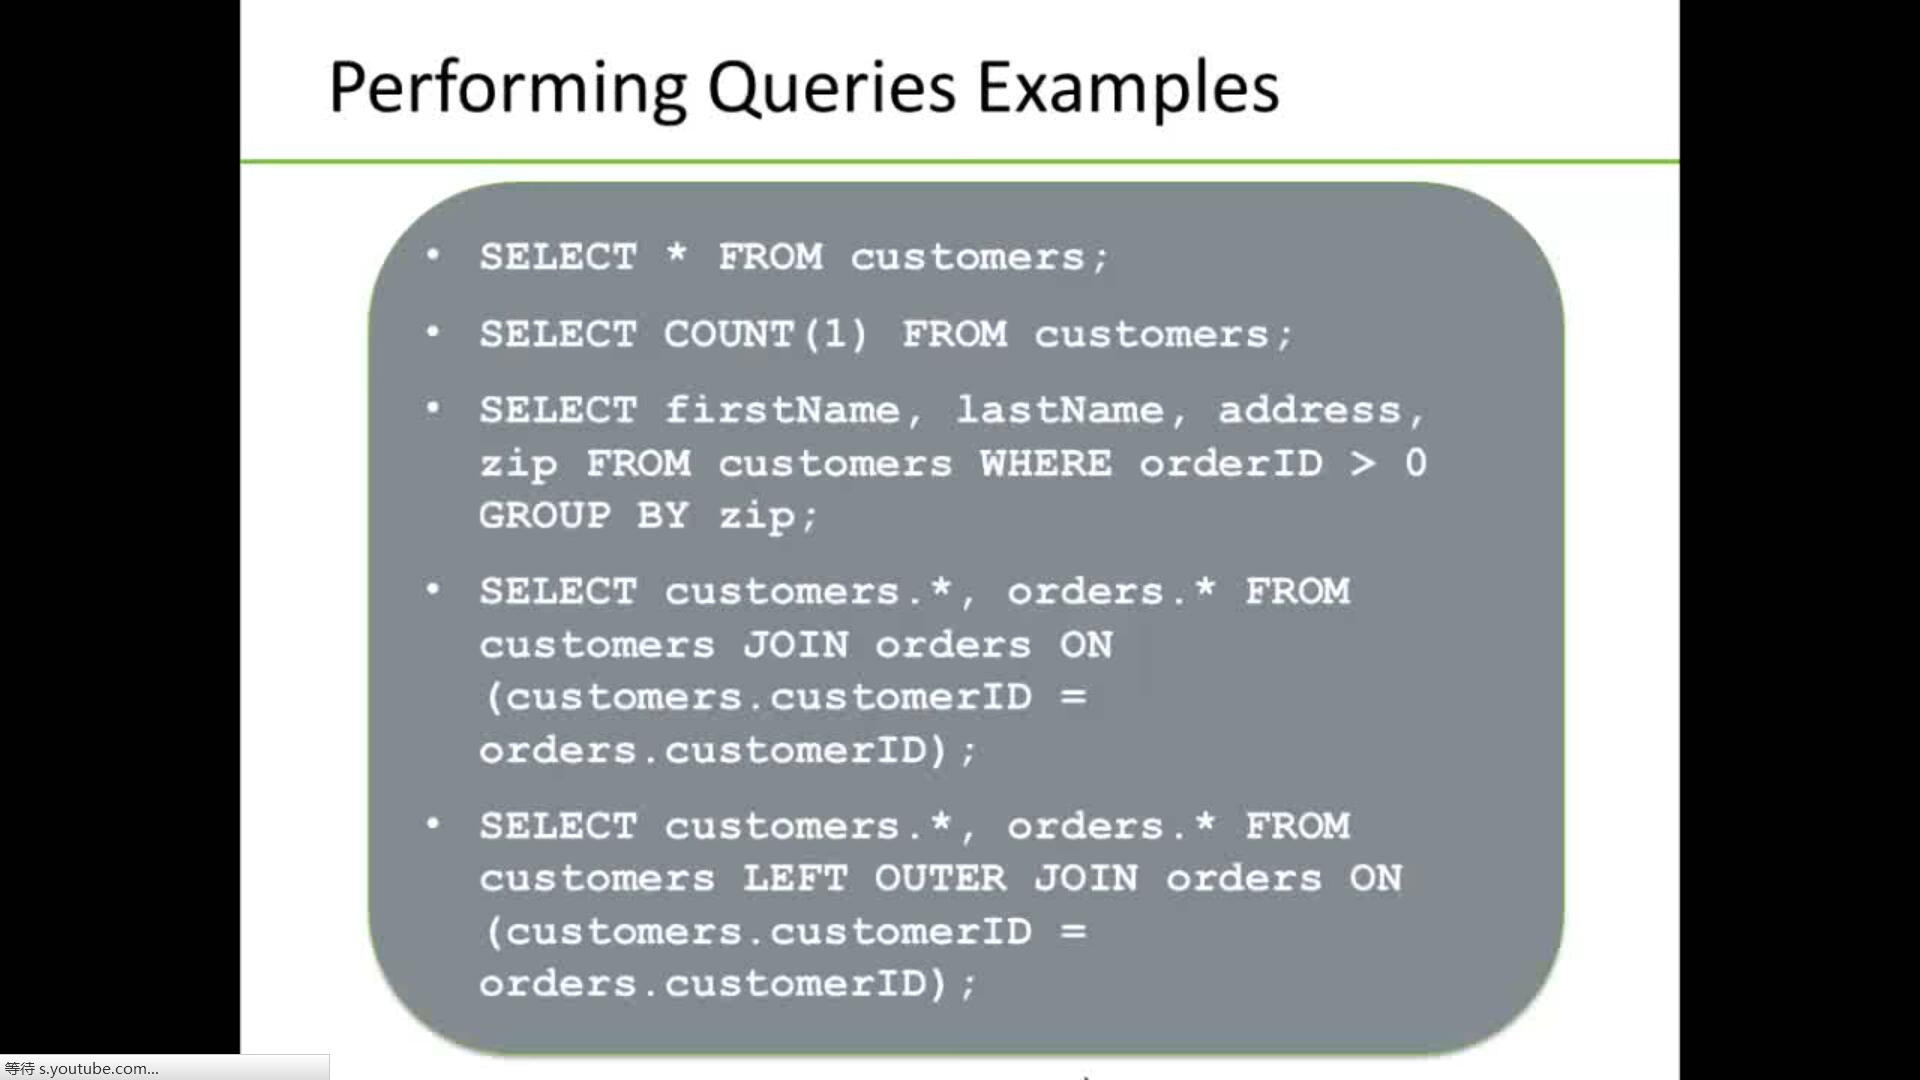 Performing Queries Examples
• SELECT * FROM customers;
• SELECT COUNT(1) FROM customers;
• SELECT firstName, lastName, address,
zip FROM customers WHERE orderID > 0
GROUP BY zip;
• SELECT customers.*, orders.* FROM
customers JOIN orders ON
(customers.customerID =
orders.customerID);
• SELECT customers.*, orders.* FROM
customers LEFT OUTER JOIN orders ON
(customers.customerID =
orders.customerID);
等待 s.youtube.com...